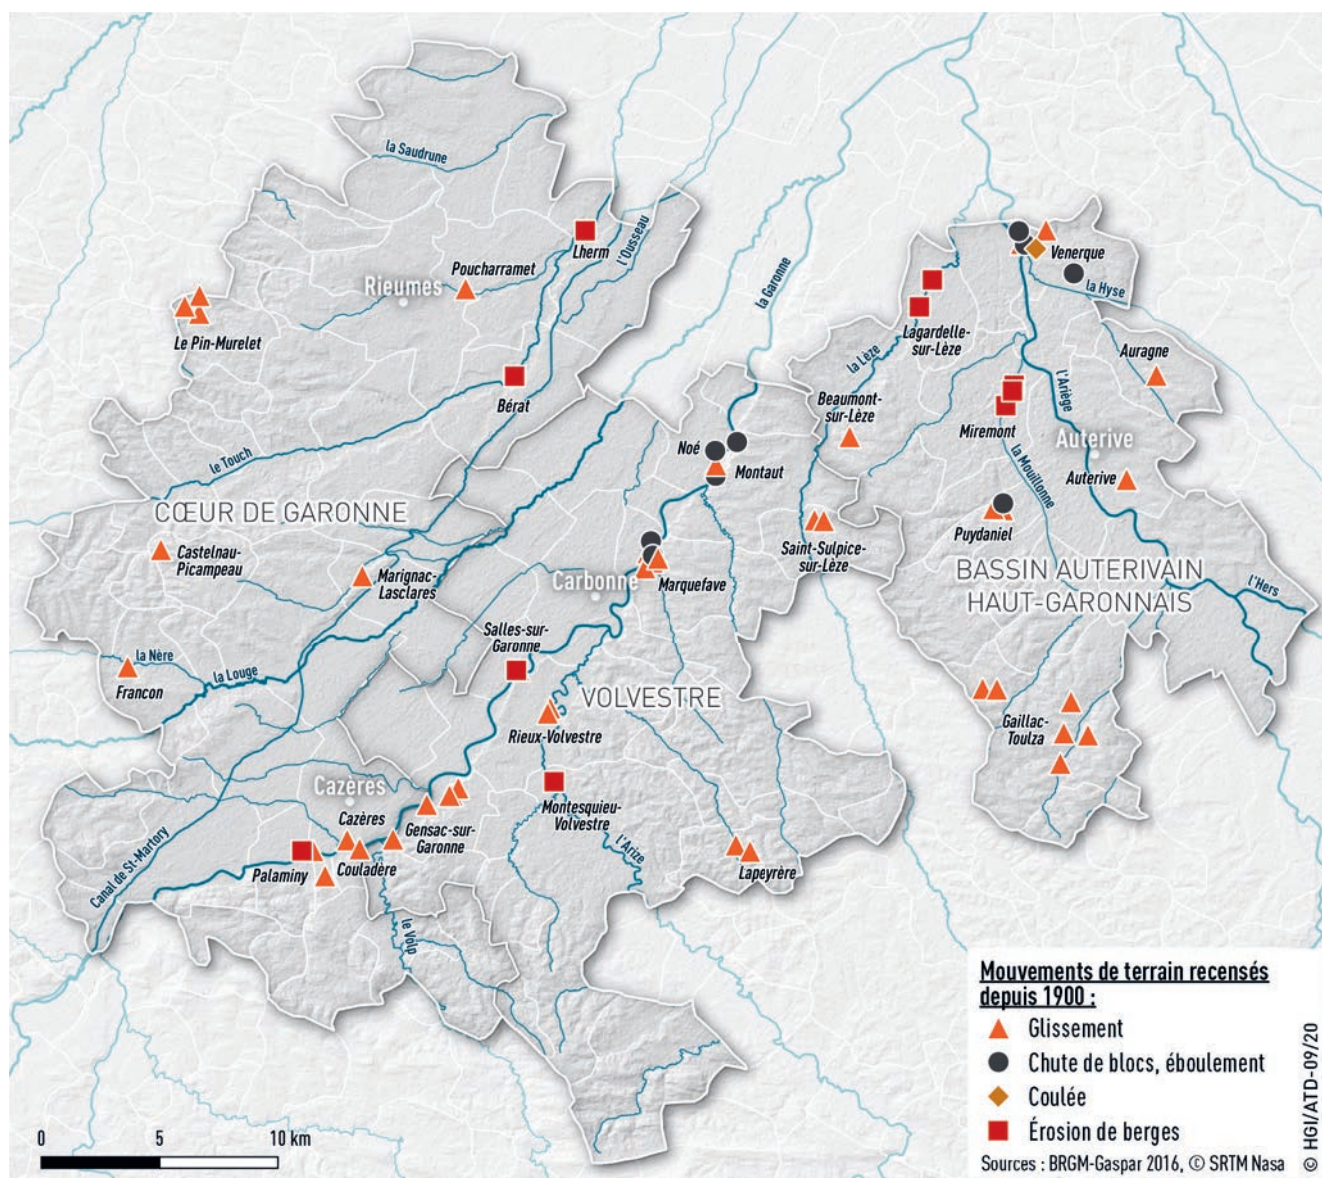 la Saudrune
l'Ousseau
Lherm
Poucharramet
Rieumes
Le Pin-Murelet
la Garonne
Venerque
la Hyse
Lagardelle-
sur-Lèze
la Lèze
Auragne
l'Ariège
Bérat
Beaumont-
sur-Lèze
Miremont
Auterive
Noé
Montaut
la Mouillonne
Auterive
le Touch
CŒUR DE GARONNE
Castelnau-
Picampeau
Marignac-
Lasclares
Carbonne
Marquefave
Saint-Sulpice-
sur-Lèze
Puydaniel
BASSIN AUTERIVAIN
HAUT-GARONNAIS
l'Hers
Salles-sur-
Garonne
la Nère
Francon
la Louge
VOLVESTRE
Rieux-Volvestre
Gaillac-
Toulza
Cazères
Cazères
Gensac-sur-
Garonne
Montesquieu-
Volvestre
Canal de St-Martory
Palaminy
Couladère
l'Arize
Lapeyrère
le Volp
Mouvements de terrain recensés
depuis 1900 :
Glissement
Chute de blocs, éboulement
Coulée
Érosion de berges
Sources : BRGM-Gaspar 2016, © SRTM Nasa
© HGI/ATD-09/20
0 5 10 km